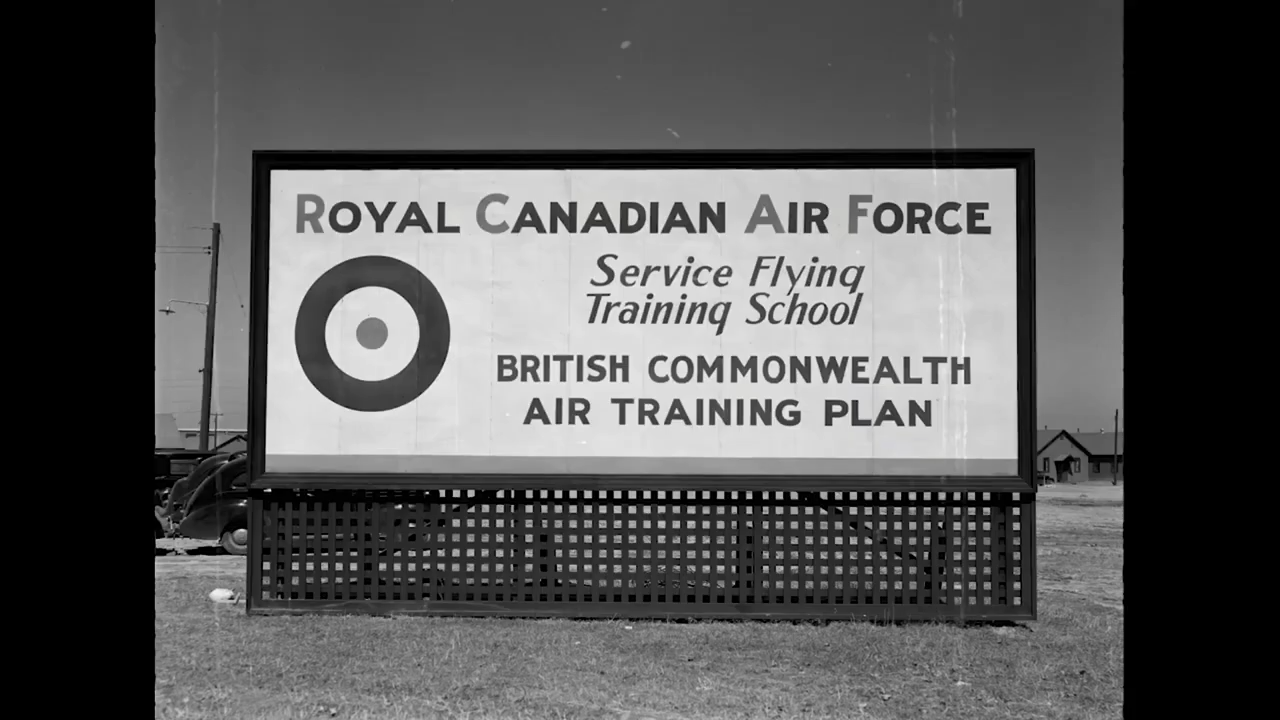 ROYAL CANADIAN AIR FORCE
Service Flying
Training School
BRITISH COMMONWEALTH
AIR TRAINING PLAN